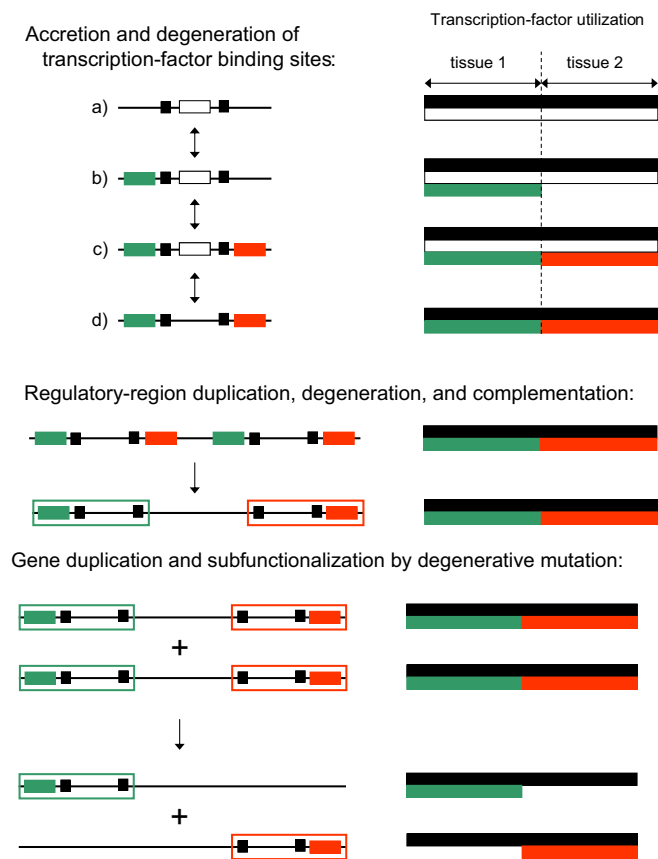 Accretion and degeneration of
transcription-factor binding sites:
Transcription-factor utilization
tissue 1
tissue 2
a)
b)
c)
d)
Regulatory-region duplication, degeneration, and complementation:
Gene duplication and subfunctionalization by degenerative mutation:
+
+